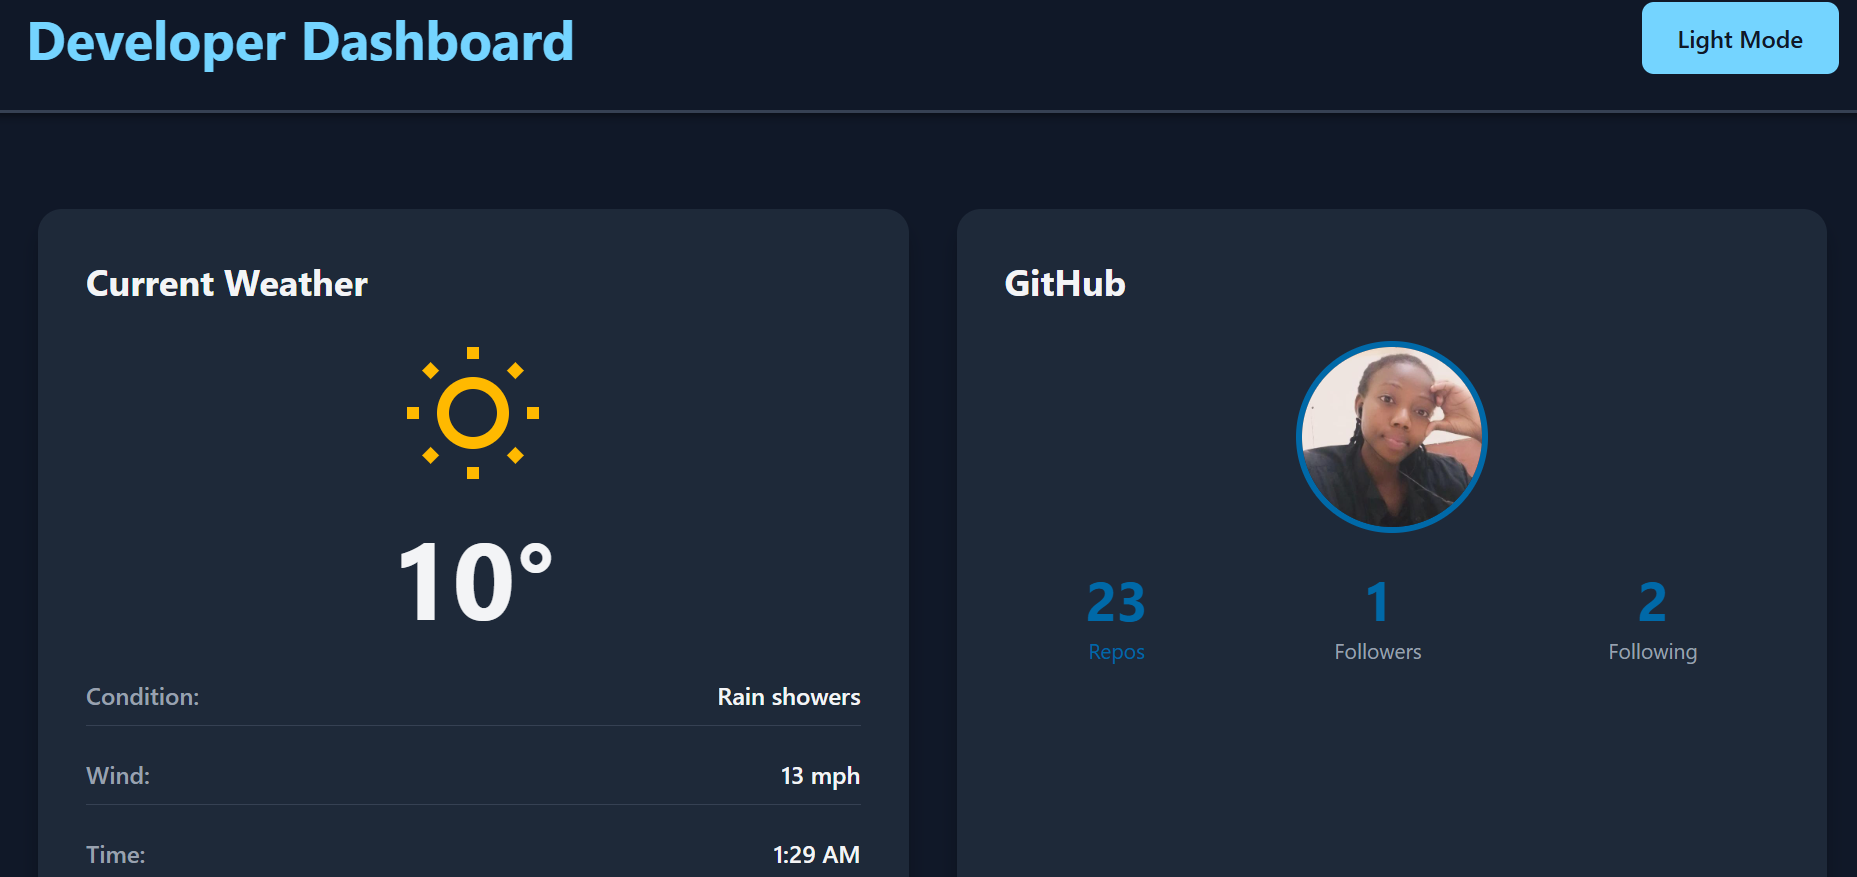 Developer Dashboard
Light Mode
Current Weather
10°
Condition: Rain showers
Wind: 13 mph
Time: 1:29 AM
GitHub
23 1 2
Repos Followers Following